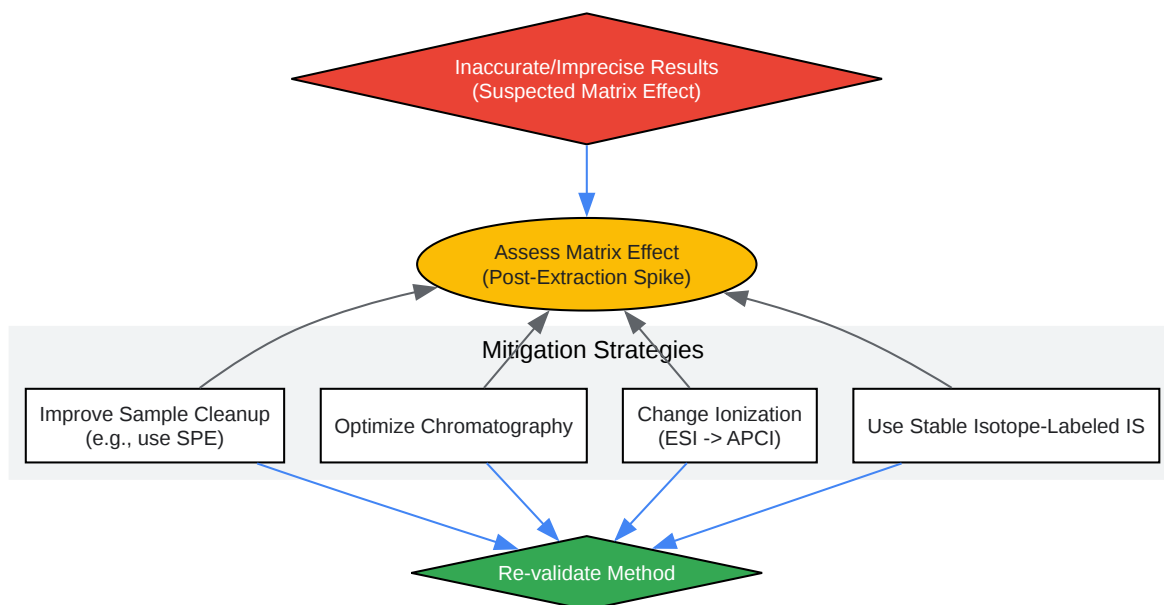 Inaccurate/Imprecise Results
(Suspected Matrix Effect)
Assess Matrix Effect
(Post-Extraction Spike)
Mitigation Strategies
Improve Sample Cleanup
(e.g., use SPE)
Optimize Chromatography
Change Ionization
(ESI -> APCI)
Use Stable Isotope-Labeled IS
Re-validate Method